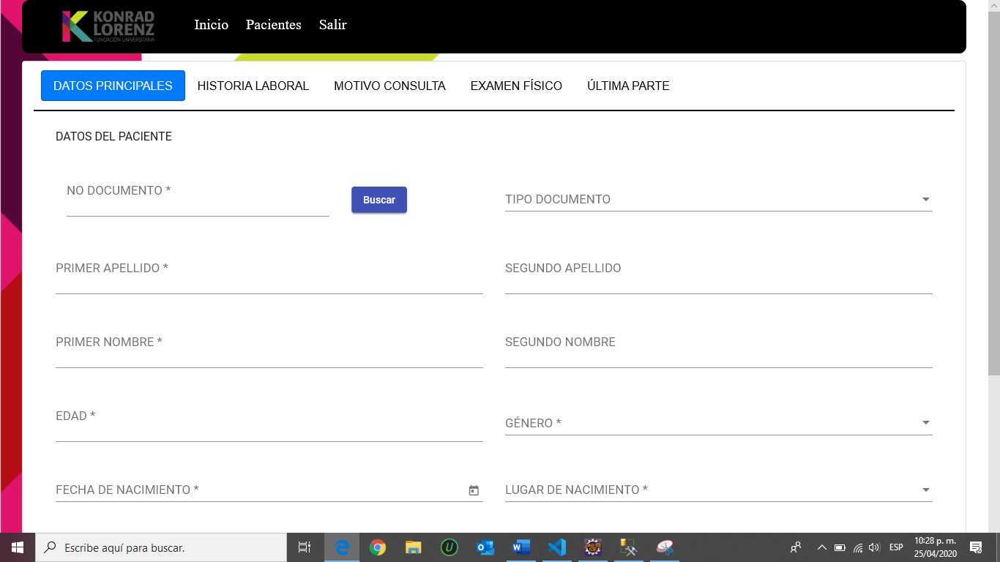 KONRAD
LORENZ
FUNDACIÓN UNIVERSITARIA
Inicio Pacientes Salir
DATOS PRINCIPALES HISTORIA LABORAL MOTIVO CONSULTA EXAMEN FÍSICO ÚLTIMA PARTE
DATOS DEL PACIENTE
NO DOCUMENTO * Buscar TIPO DOCUMENTO
PRIMER APELLIDO * SEGUNDO APELLIDO
PRIMER NOMBRE * SEGUNDO NOMBRE
EDAD * GÉNERO *
FECHA DE NACIMIENTO * LUGAR DE NACIMIENTO *
Escribe aquí para buscar. ESP 10:28 p. m.
25/04/2020